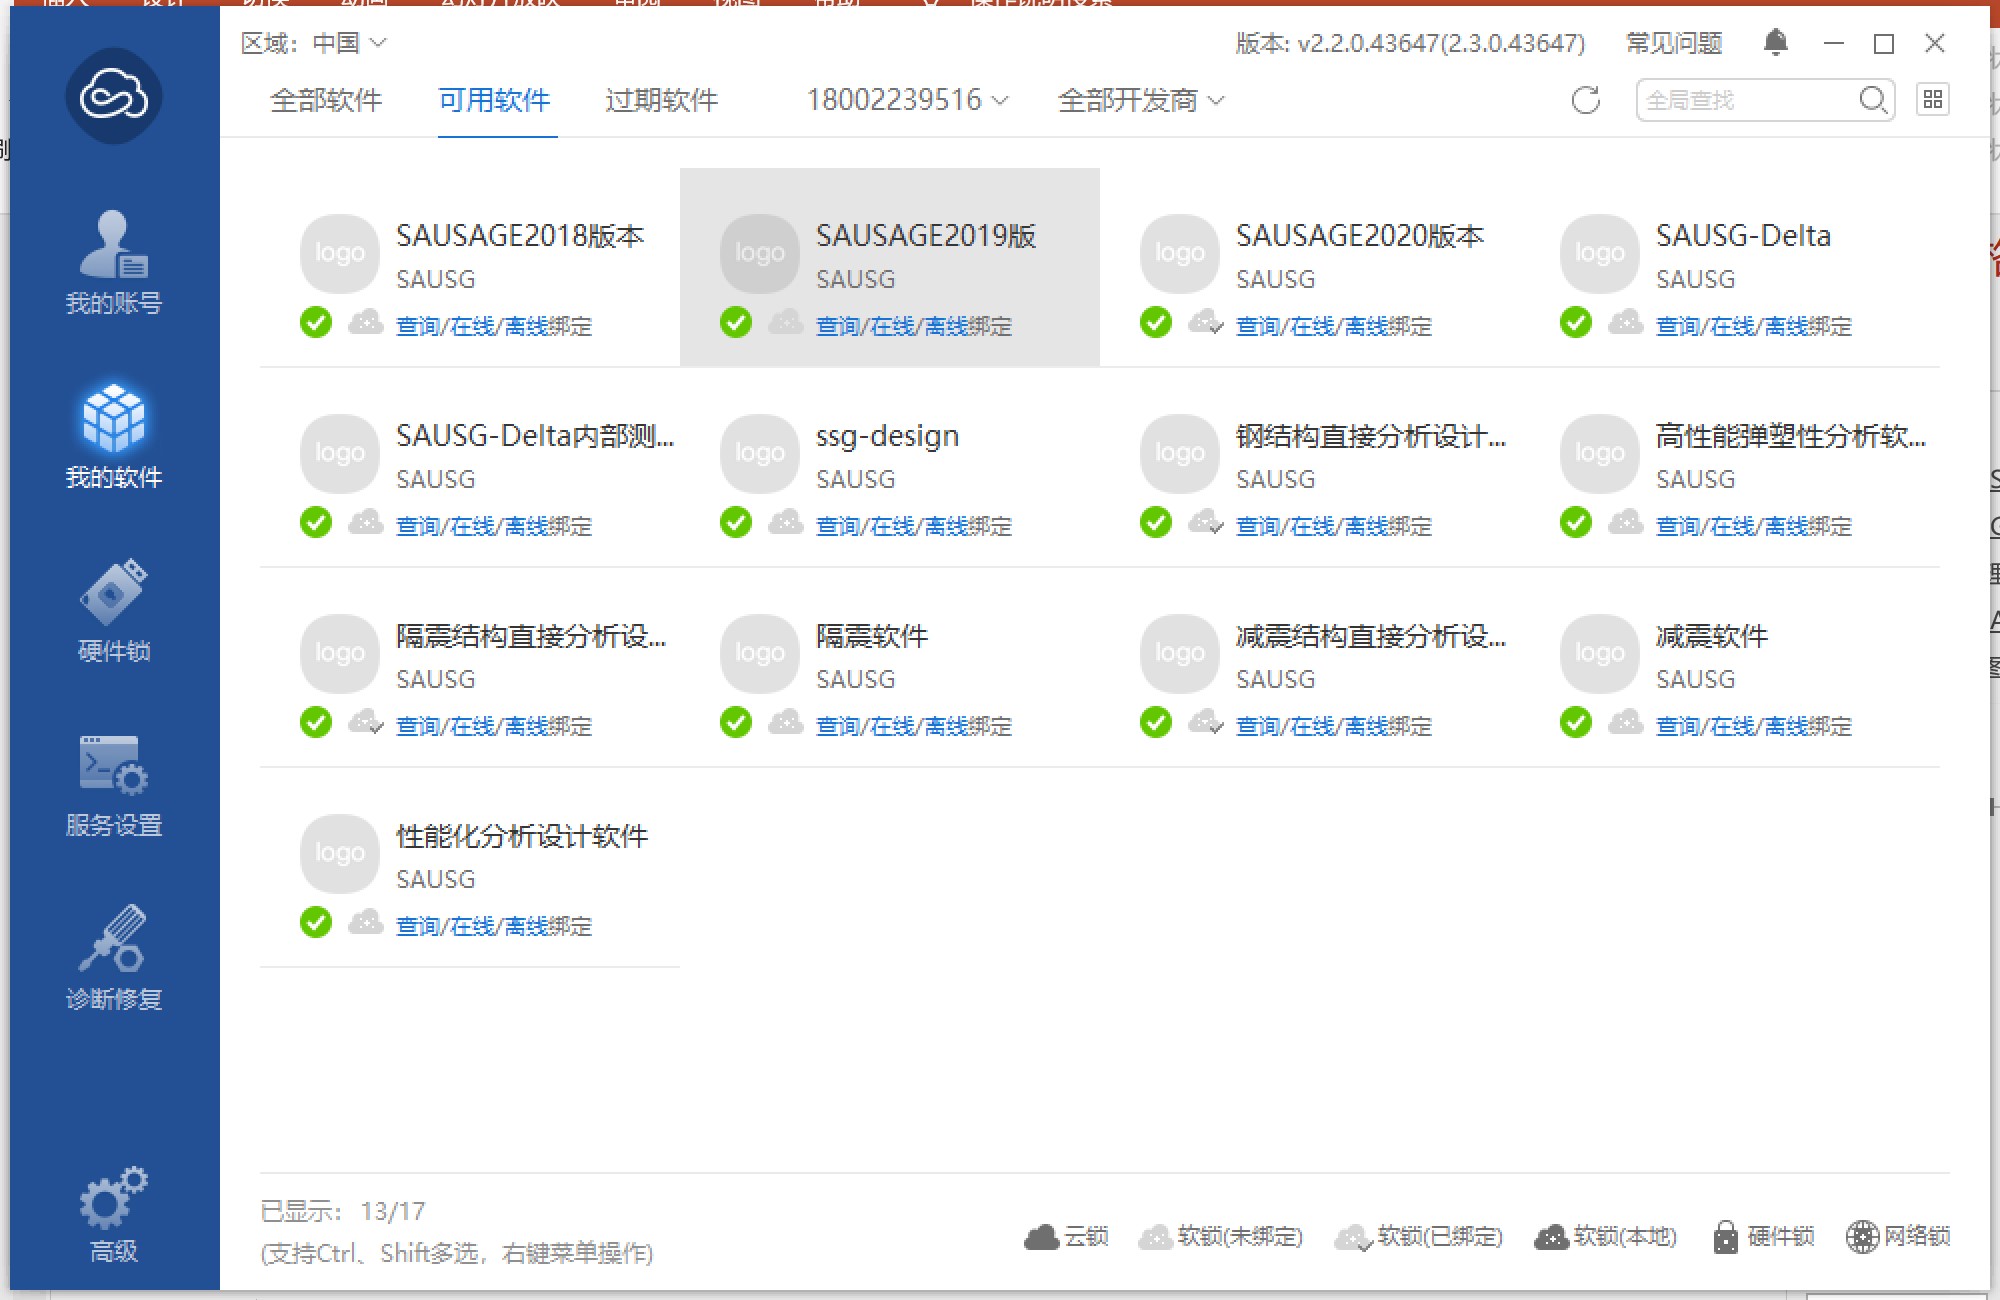 区域: 中国
版本: v2.2.0.43647(2.3.0.43647)
常见问题
全部软件
可用软件
过期软件
18002239516
全部开发商
全局查找
我的账号
我的软件
硬件锁
服务设置
诊断修复
高级
logo
SAUSAGE2018版本
SAUSG
查询/在线/离线绑定
logo
SAUSAGE2019版
SAUSG
查询/在线/离线绑定
logo
SAUSAGE2020版本
SAUSG
查询/在线/离线绑定
logo
SAUSG-Delta
SAUSG
查询/在线/离线绑定
logo
SAUSG-Delta内部测...
SAUSG
查询/在线/离线绑定
logo
ssg-design
SAUSG
查询/在线/离线绑定
logo
钢结构直接分析设计...
SAUSG
查询/在线/离线绑定
logo
高性能弹塑性分析软...
SAUSG
查询/在线/离线绑定
logo
隔震结构直接分析设...
SAUSG
查询/在线/离线绑定
logo
隔震软件
SAUSG
查询/在线/离线绑定
logo
减震结构直接分析设...
SAUSG
查询/在线/离线绑定
logo
减震软件
SAUSG
查询/在线/离线绑定
logo
性能化分析设计软件
SAUSG
查询/在线/离线绑定
已显示: 13/17
(支持Ctrl、Shift多选，右键菜单操作)
云锁
软锁(未绑定)
软锁(已绑定)
软锁(本地)
硬件锁
网络锁